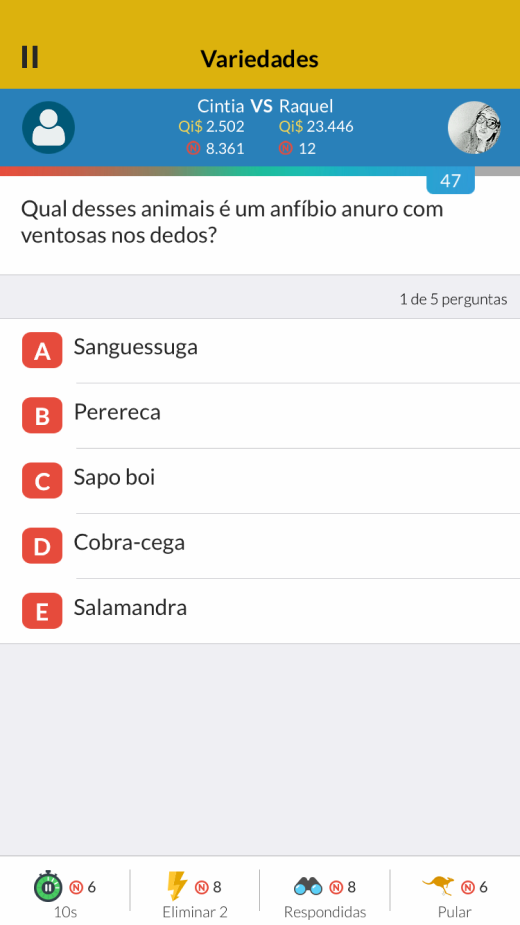 Variedades
Cintia VS Raquel
Qi$ 2.502 Qi$ 23.446
N 8.361 N 12
47
Qual desses animais é um anfíbio anuro com
ventosas nos dedos?
1 de 5 perguntas
A Sanguessuga
B Perereca
C Sapo boi
D Cobra-cega
E Salamandra
N 6 N 8 N 8 N 6
10s Eliminar 2 Respondidas Pular